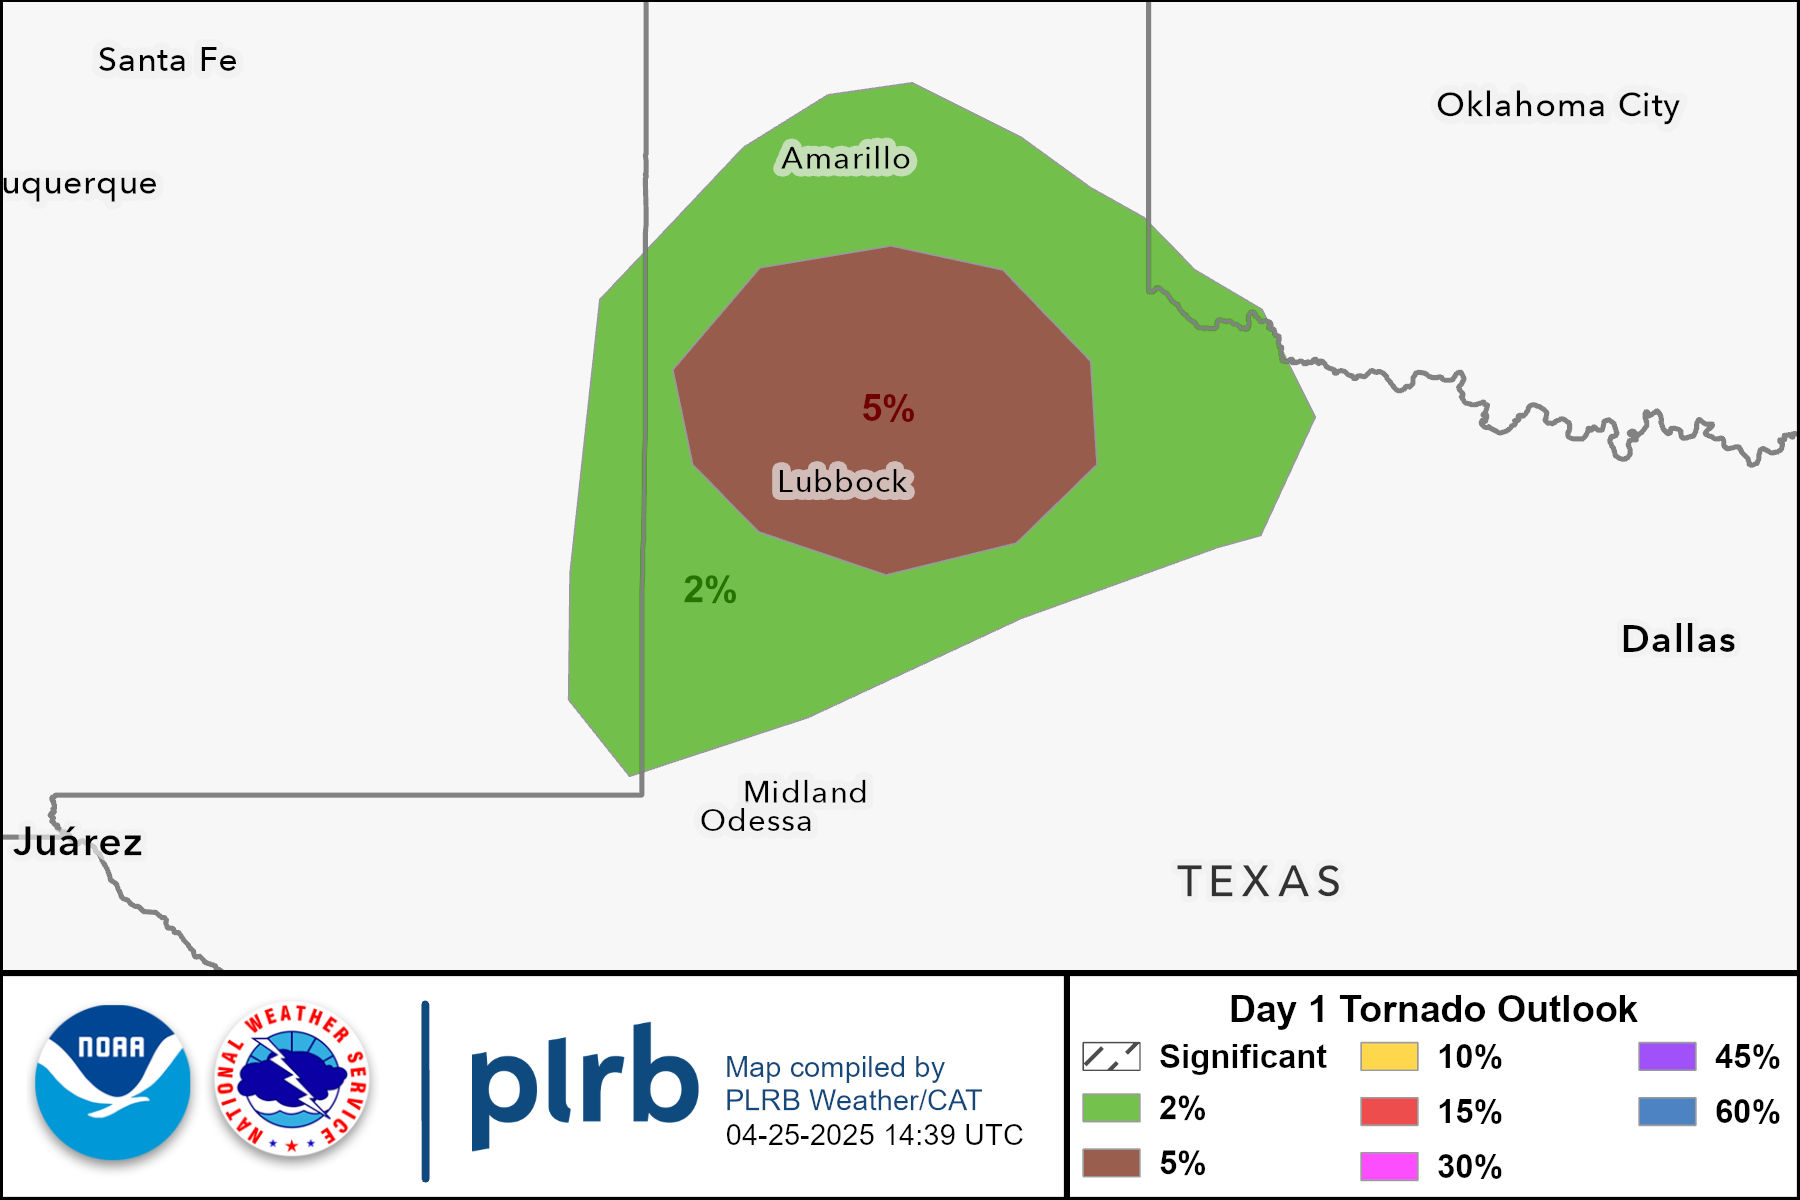 Santa Fe
Oklahoma City
Amarillo
uquerque
5%
Lubbock
2%
Dallas
Midland
Odessa
Juárez
TEXAS
NOAA
NATIONAL WEATHER SERVICE
plrb
Map compiled by
PLRB Weather/CAT
04-25-2025 14:39 UTC
Day 1 Tornado Outlook
Significant
2%
5%
10%
15%
30%
45%
60%